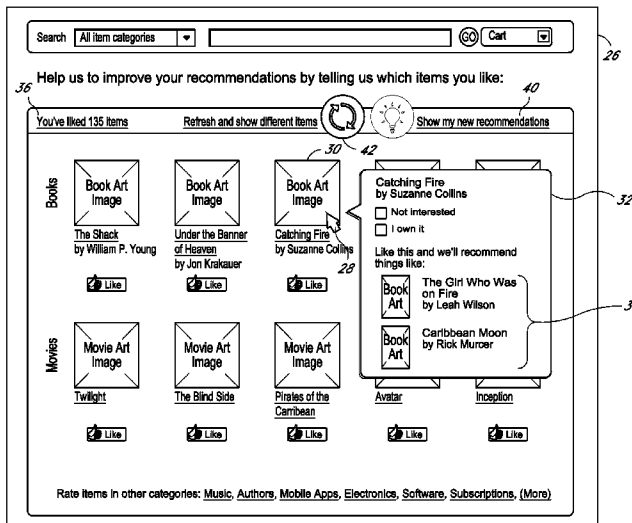 Search All item categories GO Cart
26
Help us to improve your recommendations by telling us which items you like:
36
40
You've liked 135 items Refresh and show different items Show my new recommendations
42
30
Books
Book Art Image
The Shack
by William P. Young
Like
Book Art Image
Under the Banner
of Heaven
by Jon Krakauer
Like
Book Art Image
Catching Fire
by Suzanne Collins
28
Like
Catching Fire
by Suzanne Collins
32
Not interested
I own it
Like this and we'll recommend
things like:
Book Art
The Girl Who Was
on Fire
by Leah Wilson
Book Art
Caribbean Moon
by Rick Murcer
3
Movies
Movie Art Image
Twilight
Like
Movie Art Image
The Blind Side
Like
Movie Art Image
Pirates of the
Carribean
Like
Avatar
Like
Inception
Like
Rate items in other categories: Music, Authors, Mobile Apps, Electronics, Software, Subscriptions, (More)